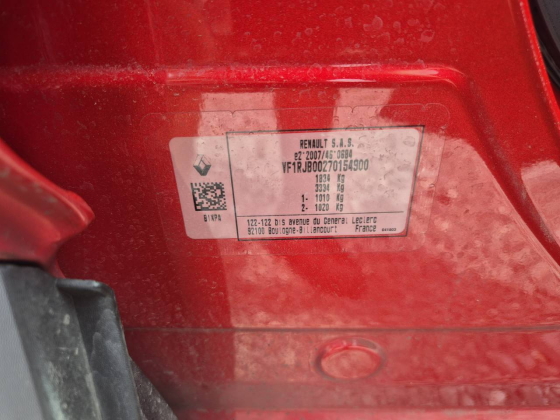 RENAULT S.A.S.
e2*2007/46*0684
VF1RJB00270154900
1834 Kg
3334 Kg
1- 1010 Kg
2- 1020 Kg
122-122 bis avenue du General Leclerc
92100 Boulogne-Billancourt France